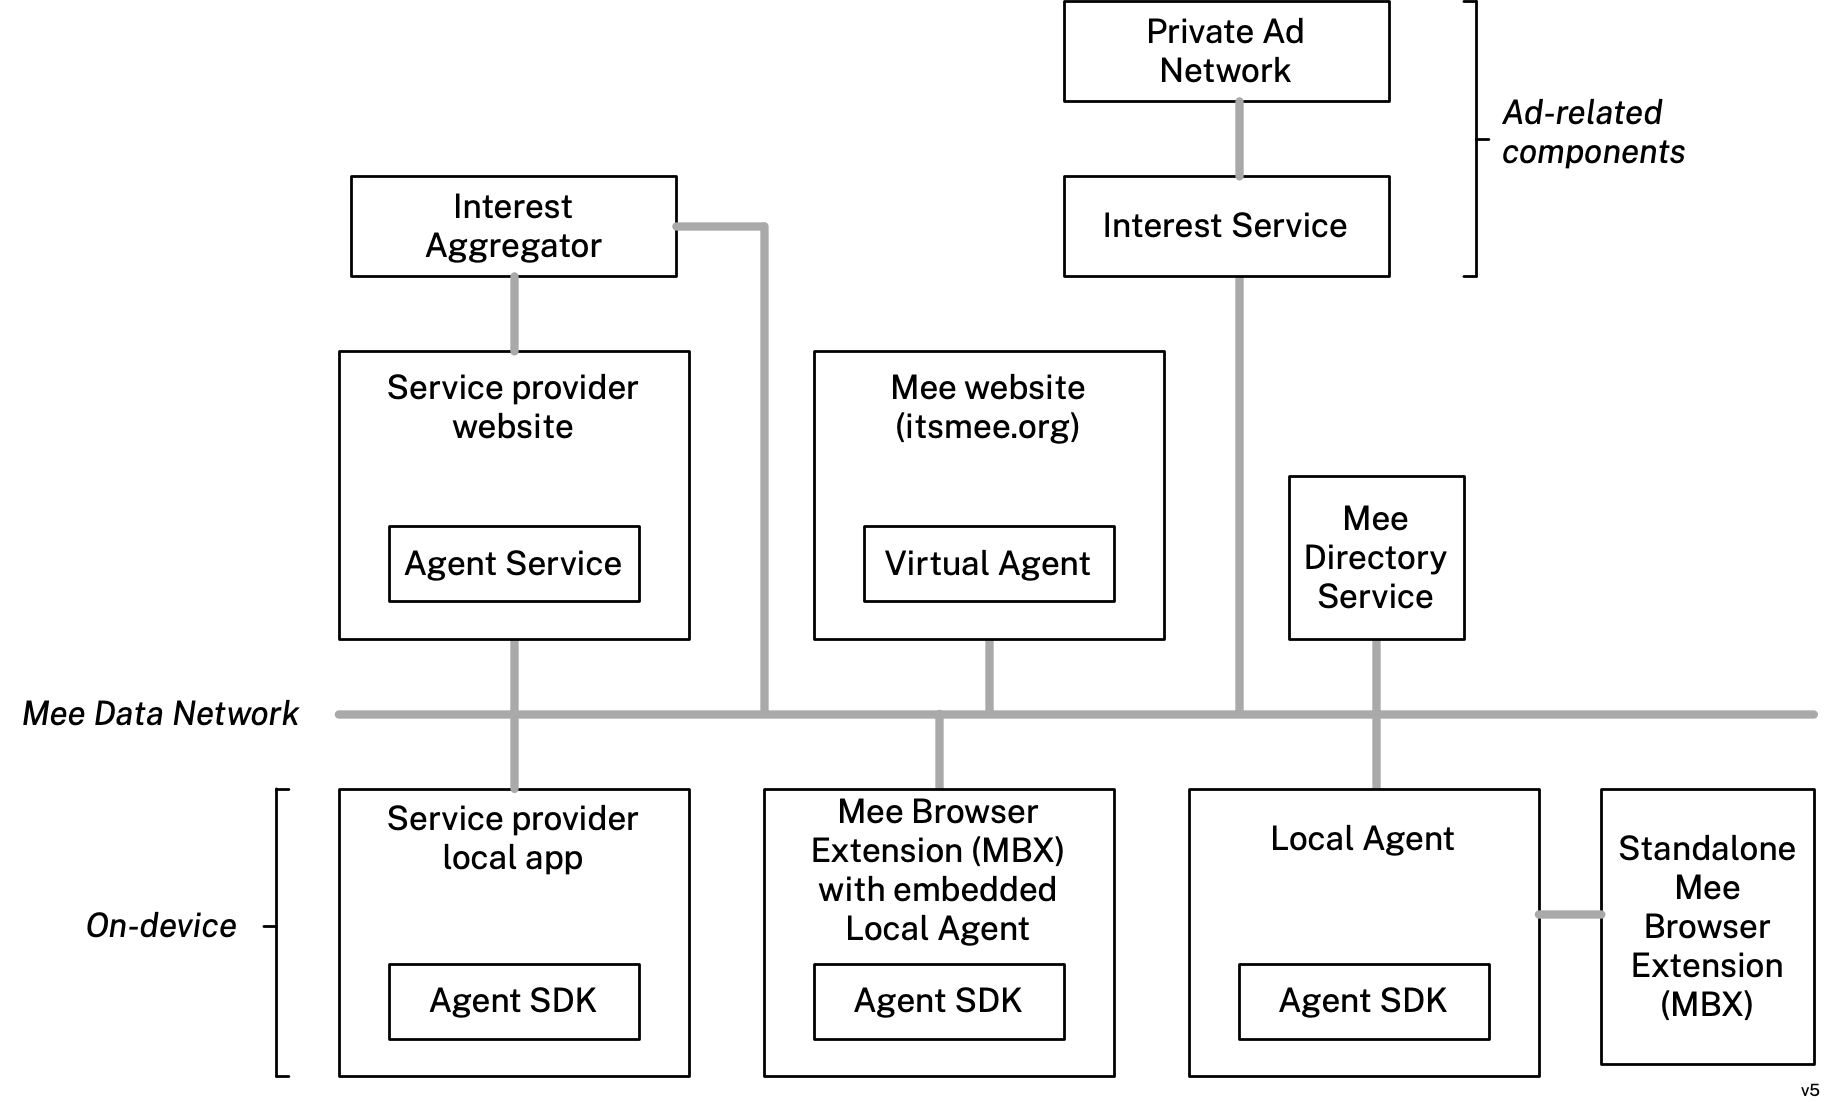 Private Ad
Network
Ad-related
components
Interest
Aggregator
Interest Service
Service provider
website
Agent Service
Mee website
(itsmee.org)
Virtual Agent
Mee
Directory
Service
Mee Data Network
On-device
Service provider
local app
Agent SDK
Mee Browser
Extension (MBX)
with embedded
Local Agent
Agent SDK
Local Agent
Agent SDK
Standalone
Mee
Browser
Extension
(MBX)
v5